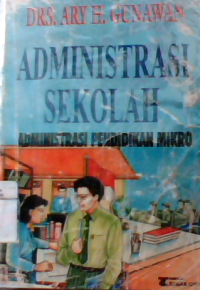 DRS. ARY H. GUNAWAN
ADMINISTRASI
SEKOLAH
ADMINISTRASI PENDIDIKAN MIKRO